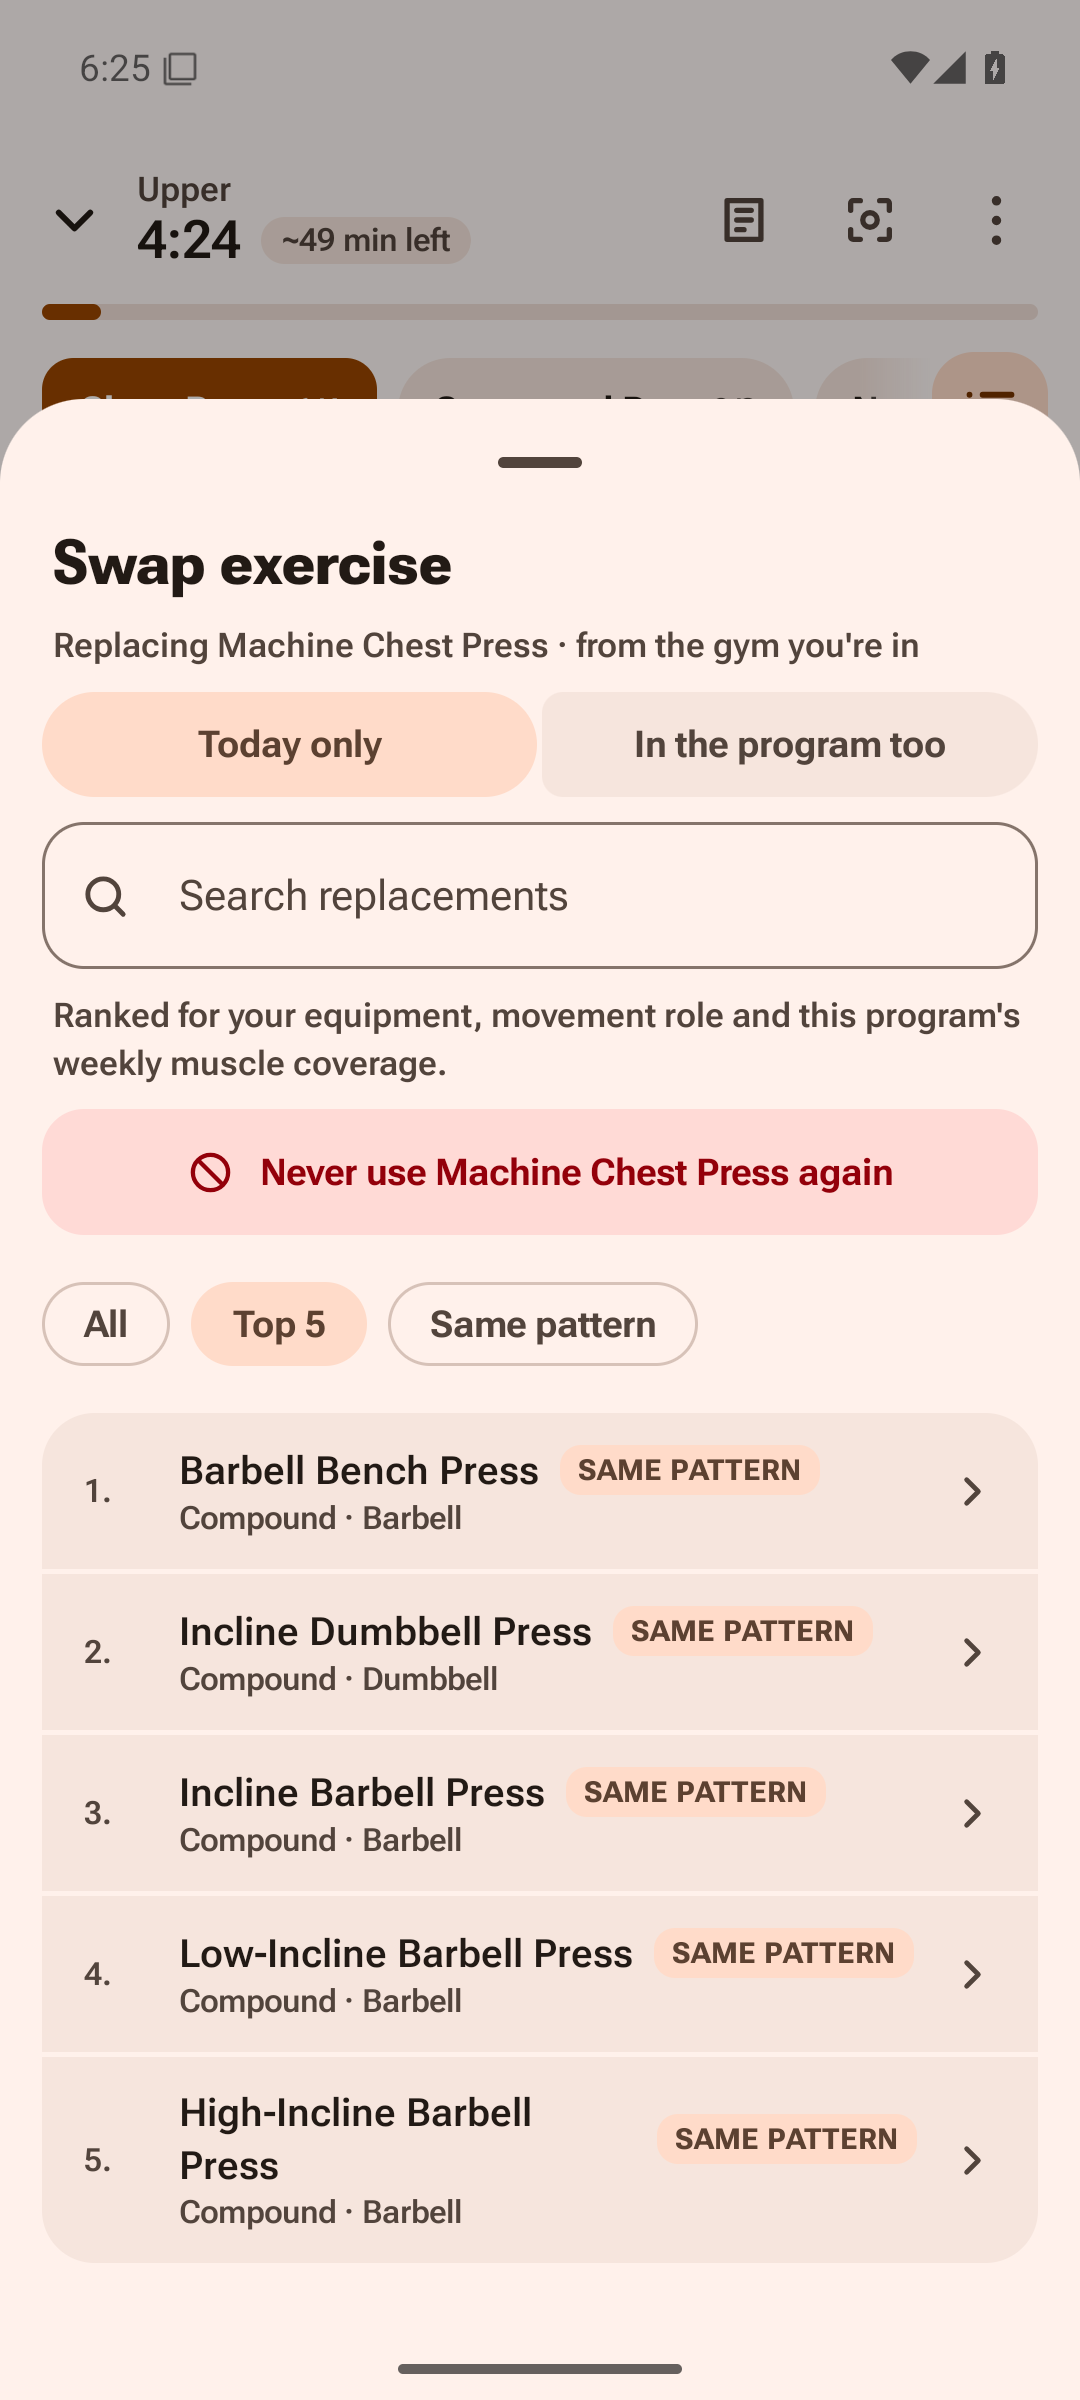 6:25
Upper
4:24
~49 min left
Swap exercise
Replacing Machine Chest Press · from the gym you're in
Today only
In the program too
Search replacements
Ranked for your equipment, movement role and this program's
weekly muscle coverage.
Never use Machine Chest Press again
All
Top 5
Same pattern
1.
Barbell Bench Press
SAME PATTERN
Compound · Barbell
2.
Incline Dumbbell Press
SAME PATTERN
Compound · Dumbbell
3.
Incline Barbell Press
SAME PATTERN
Compound · Barbell
4.
Low-Incline Barbell Press
SAME PATTERN
Compound · Barbell
5.
High-Incline Barbell
Press
SAME PATTERN
Compound · Barbell